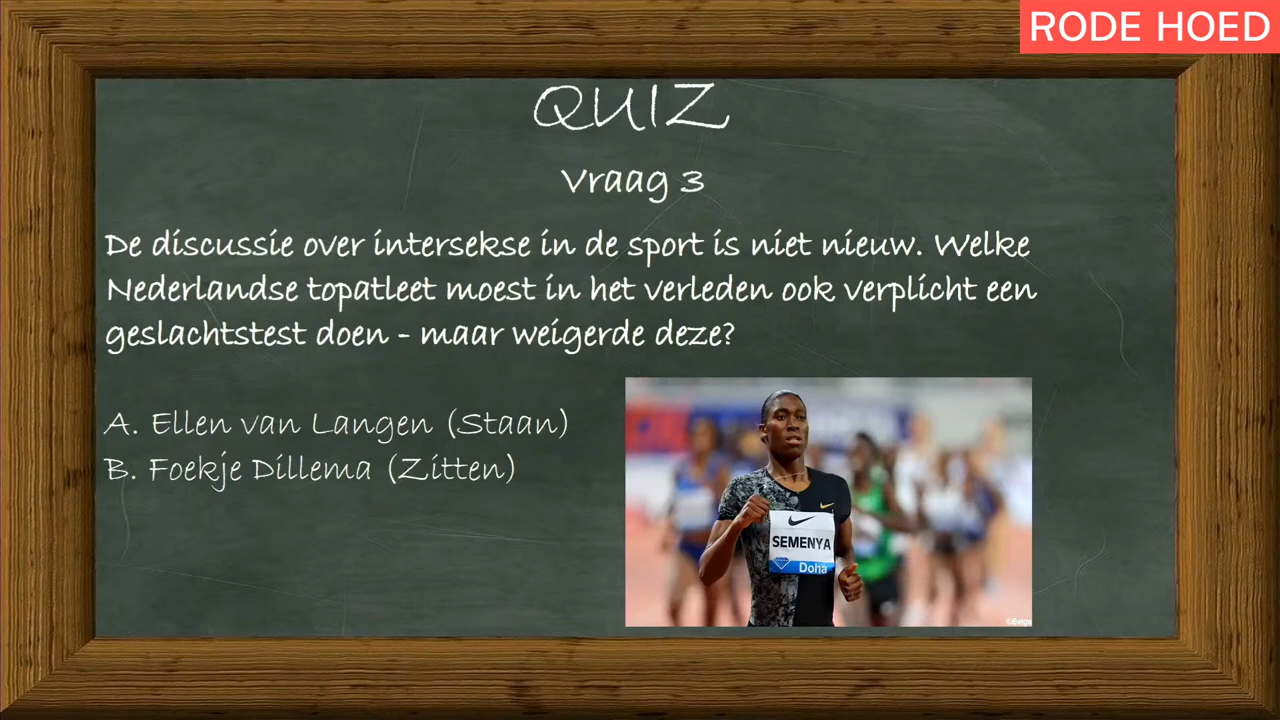 RODE HOED
QUIZ
Vraag 3
De discussie over intersekse in de sport is niet nieuw. Welke
Nederlandse topatleet moest in het verleden ook verplicht een
geslachtstest doen - maar weigerde deze?
A. Ellen van Langen (Staan)
B. Foekje Dillema (Zitten)
SEMENYA
Doha
©Belga